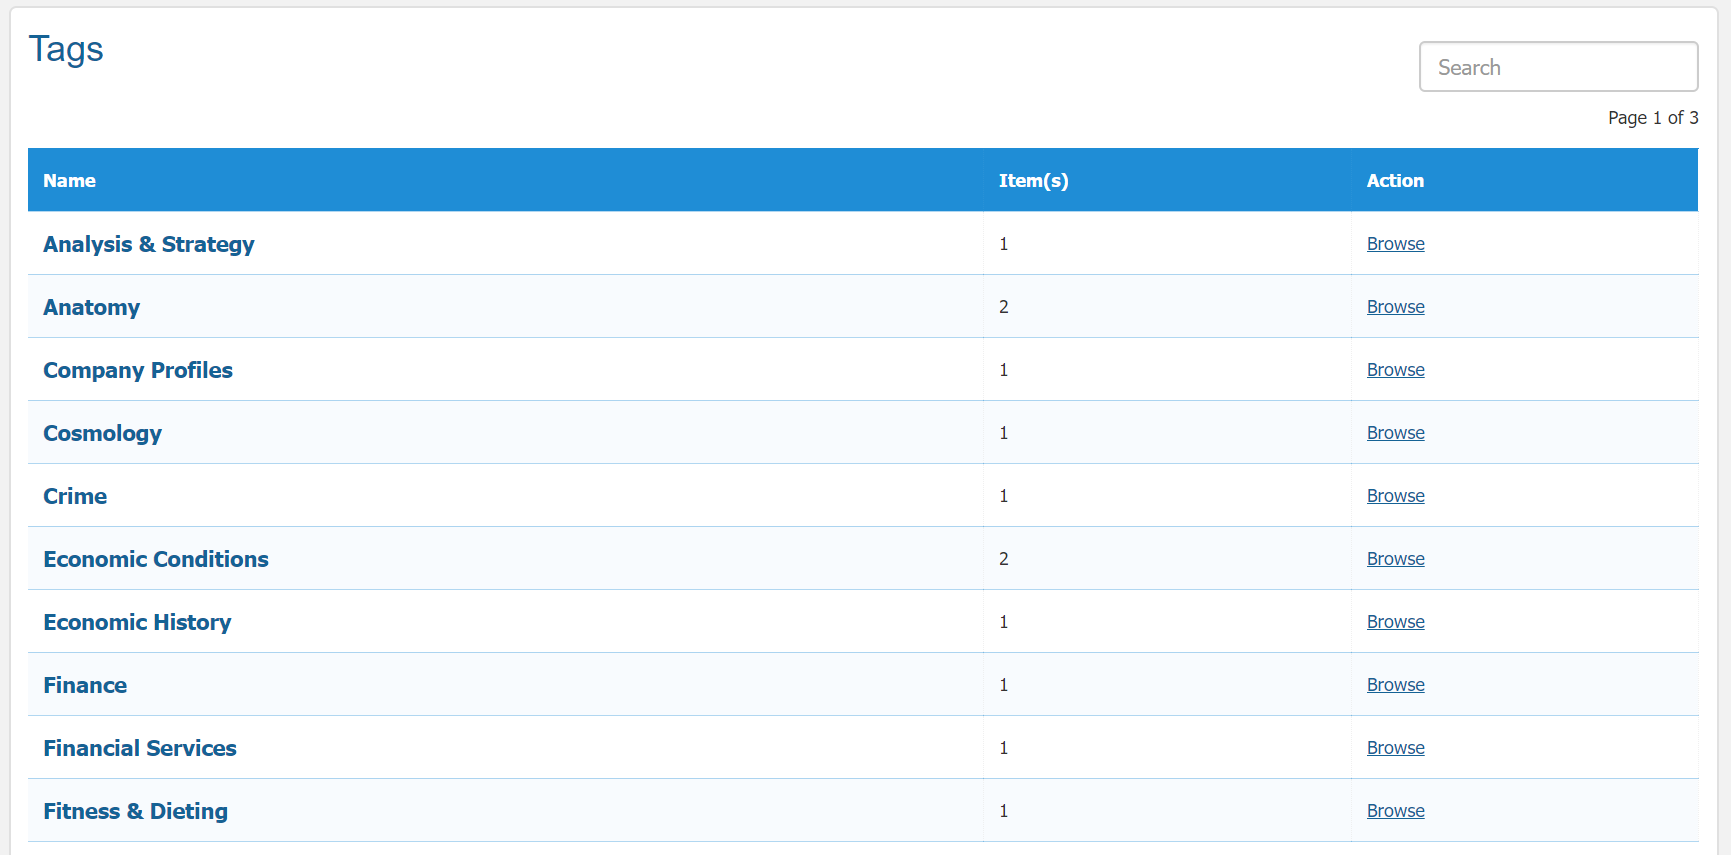 Tags
Search
Page 1 of 3
Name Item(s) Action
Analysis & Strategy 1 Browse
Anatomy 2 Browse
Company Profiles 1 Browse
Cosmology 1 Browse
Crime 1 Browse
Economic Conditions 2 Browse
Economic History 1 Browse
Finance 1 Browse
Financial Services 1 Browse
Fitness & Dieting 1 Browse